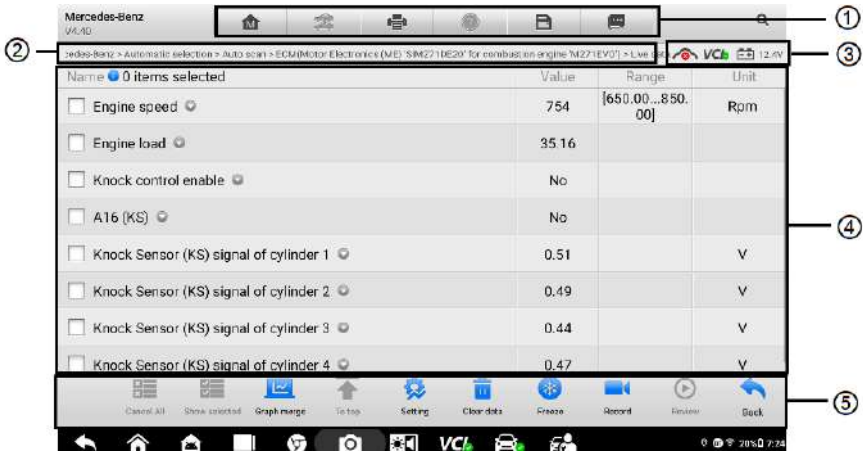 Mercedes-Benz
V4.40
M
①
②
cedes-Benz > Automatic selection > Auto scan > ECM(Motor Electronics (ME) 'SIM271DE20' for combustion engine 'M271EVO') > Live
VCI
12.4V
③
Name 0 items selected Value Range Unit
Engine speed 754 [650.00...850.
00] Rpm
Engine load 35.16
Knock control enable No
A16 (KS) No
④
Knock Sensor (KS) signal of cylinder 1 0.51 V
Knock Sensor (KS) signal of cylinder 2 0.49 V
Knock Sensor (KS) signal of cylinder 3 0.44 V
Knock Sensor (KS) signal of cylinder 4 0.47 V
Cancel All Show selected Graph merge To top Setting Clear data Freeze Record Review Back
⑤
VCI
20% 7:24